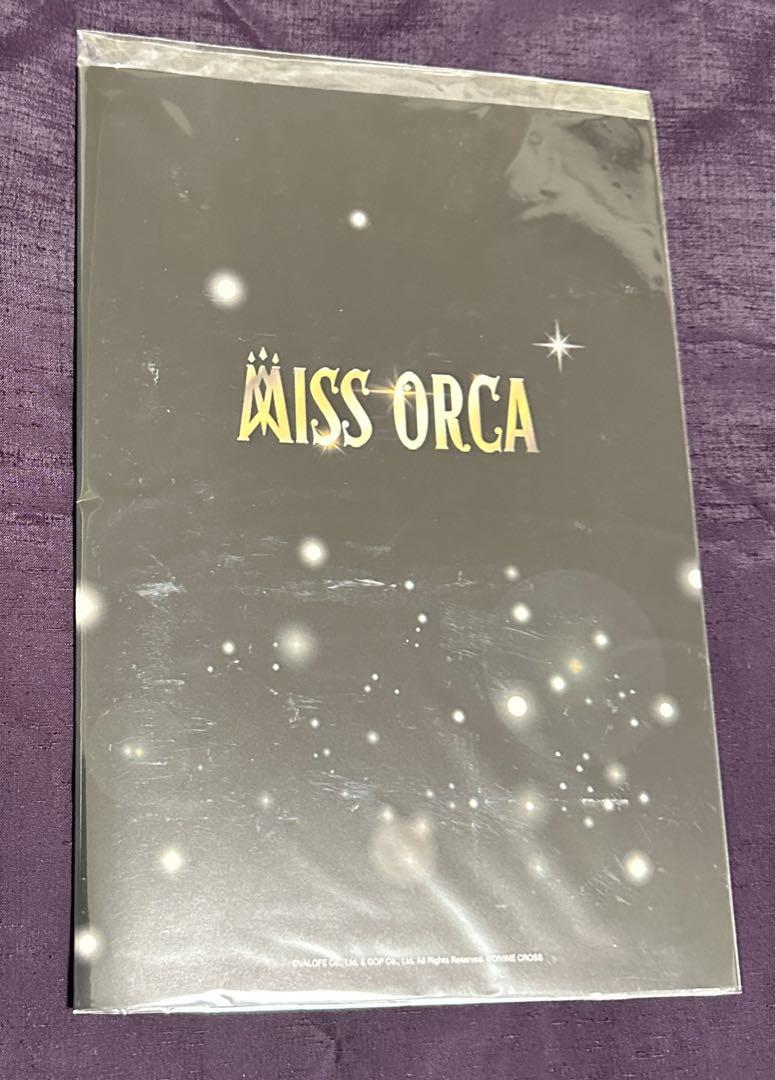 MISS ORCA
©VALOFE Co., Ltd. & GOP Co., Ltd. All Rights Reserved. ©DIVINE CROSS